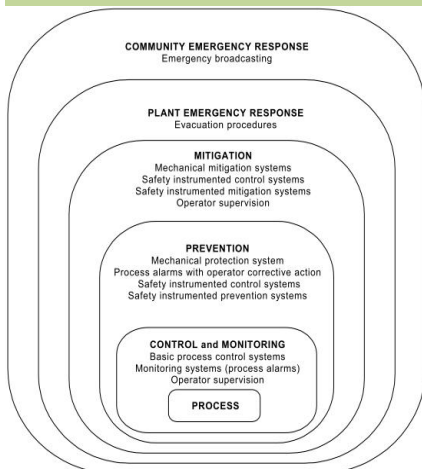 COMMUNITY EMERGENCY RESPONSE
Emergency broadcasting
PLANT EMERGENCY RESPONSE
Evacuation procedures
MITIGATION
Mechanical mitigation systems
Safety instrumented control systems
Safety instrumented mitigation systems
Operator supervision
PREVENTION
Mechanical protection system
Process alarms with operator corrective action
Safety instrumented control systems
Safety instrumented prevention systems
CONTROL and MONITORING
Basic process control systems
Monitoring systems (process alarms)
Operator supervision
PROCESS